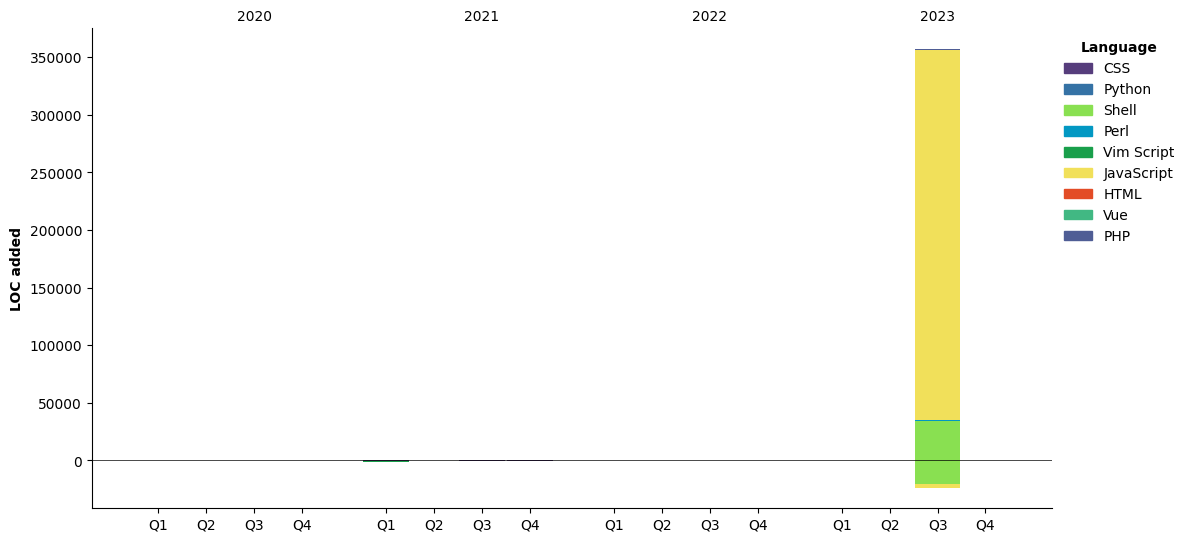 2020 2021 2022 2023
350000
300000
250000
200000
150000
100000
50000
0
LOC added
Q1 Q2 Q3 Q4 Q1 Q2 Q3 Q4 Q1 Q2 Q3 Q4 Q1 Q2 Q3 Q4
Language
CSS
Python
Shell
Perl
Vim Script
JavaScript
HTML
Vue
PHP